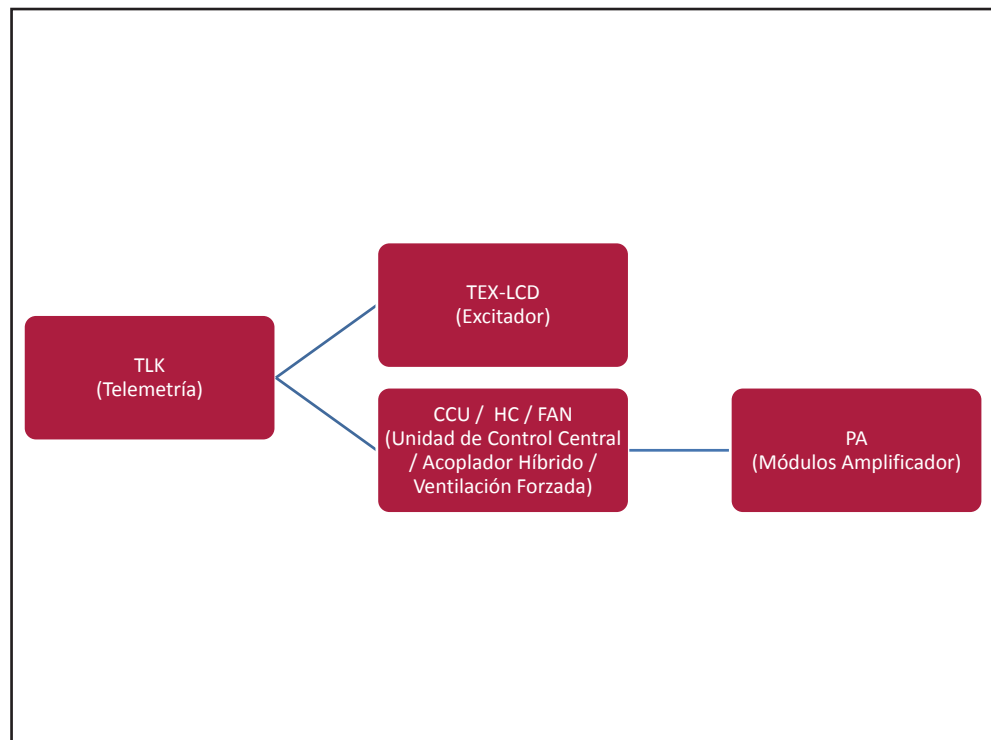 TLK
(Telemetría)
TEX-LCD
(Excitador)
CCU /  HC / FAN
(Unidad de Control Central
/ Acoplador Híbrido /
Ventilación Forzada)
PA
(Módulos Amplificador)